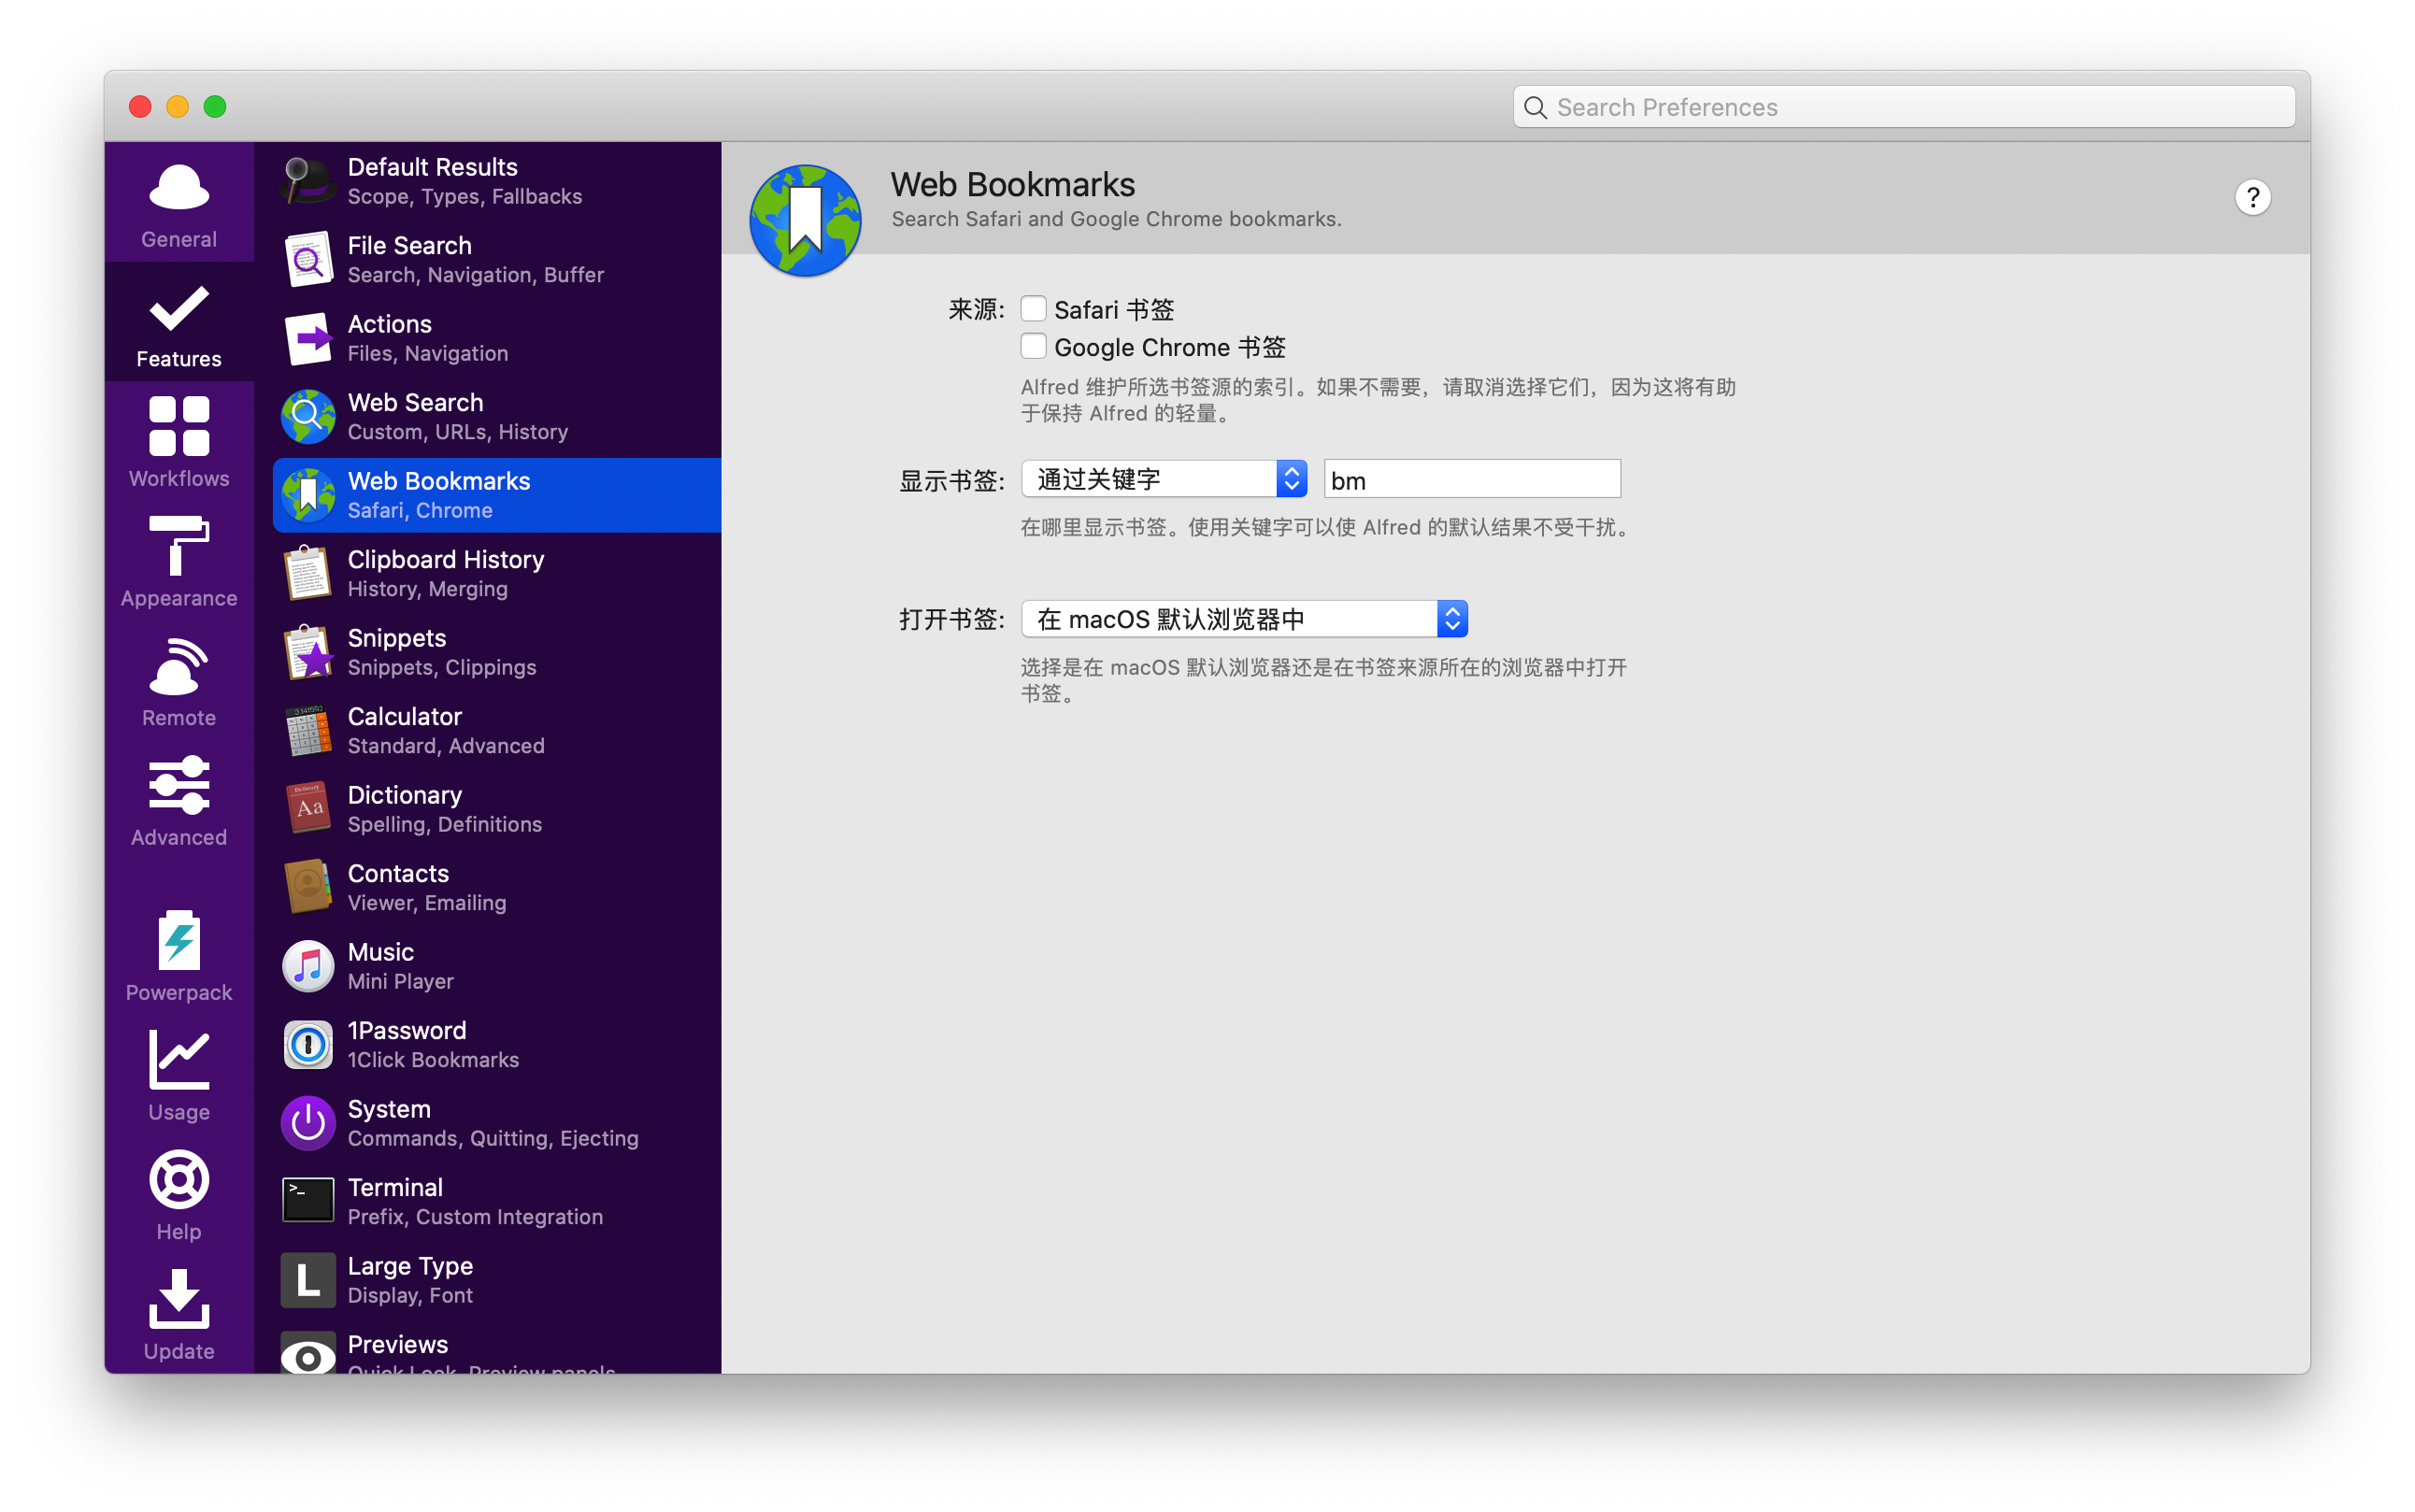 Search Preferences
General
Features
Workflows
Appearance
Remote
Advanced
Powerpack
Usage
Help
Update
Default Results
Scope, Types, Fallbacks
File Search
Search, Navigation, Buffer
Actions
Files, Navigation
Web Search
Custom, URLs, History
Web Bookmarks
Safari, Chrome
Clipboard History
History, Merging
Snippets
Snippets, Clippings
Calculator
Standard, Advanced
Dictionary
Spelling, Definitions
Contacts
Viewer, Emailing
Music
Mini Player
1Password
1Click Bookmarks
System
Commands, Quitting, Ejecting
Terminal
Prefix, Custom Integration
Large Type
Display, Font
Previews
Quick Look, Preview panels
Web Bookmarks
Search Safari and Google Chrome bookmarks.
?
来源: Safari 书签
Google Chrome 书签
Alfred 维护所选书签源的索引。如果不需要，请取消选择它们，因为这将有助
于保持 Alfred 的轻量。
显示书签: 通过关键字 bm
在哪里显示书签。使用关键字可以使 Alfred 的默认结果不受干扰。
打开书签: 在 macOS 默认浏览器中
选择是在 macOS 默认浏览器还是在书签来源所在的浏览器中打开
书签。